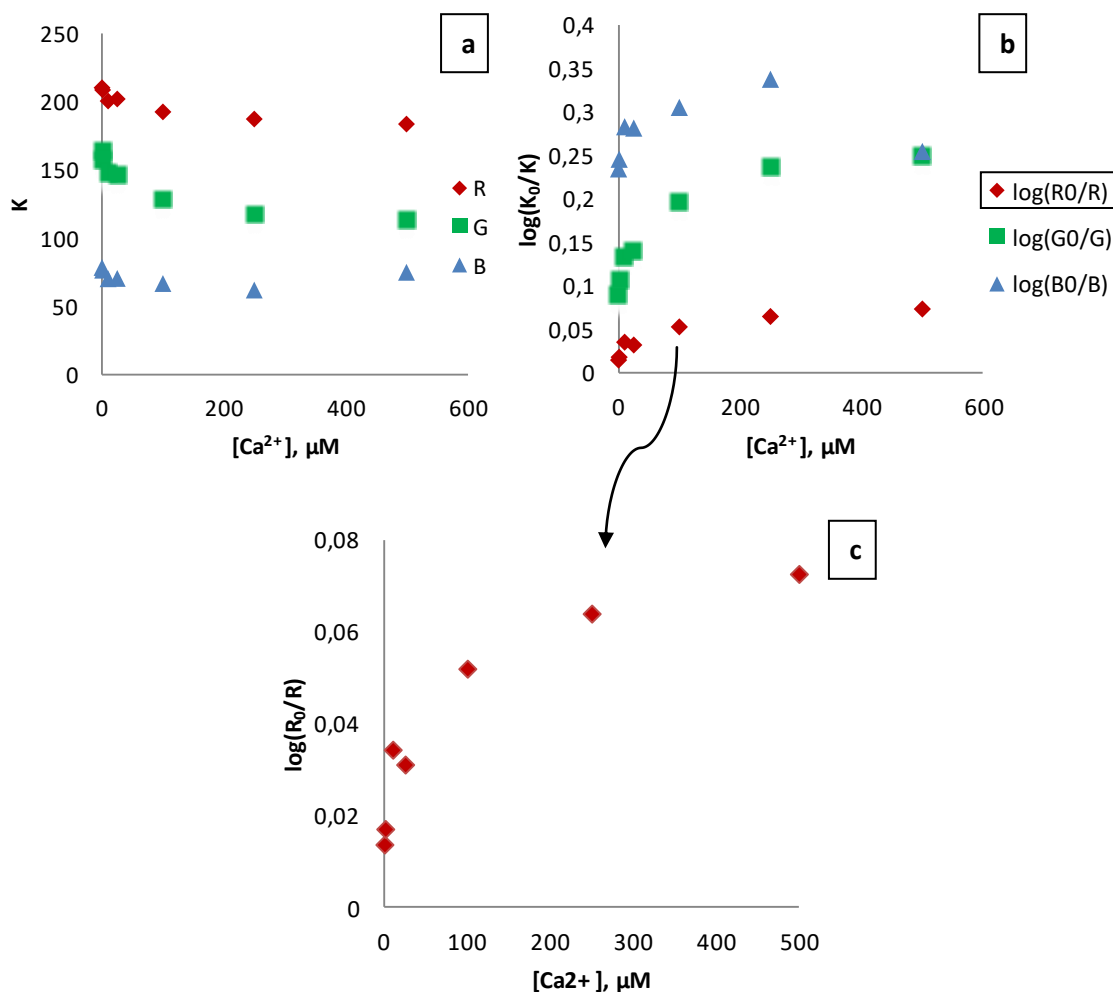 a
K
250
200
150
100
50
0
0 200 400 600
[Ca²⁺], µM
R
G
B
b
log(K₀/K)
0,4
0,35
0,3
0,25
0,2
0,15
0,1
0,05
0
0 200 400 600
[Ca²⁺], µM
log(R0/R)
log(G0/G)
log(B0/B)
c
log(R₀/R)
0,08
0,06
0,04
0,02
0
0 100 200 300 400 500
[Ca2+ ], µM